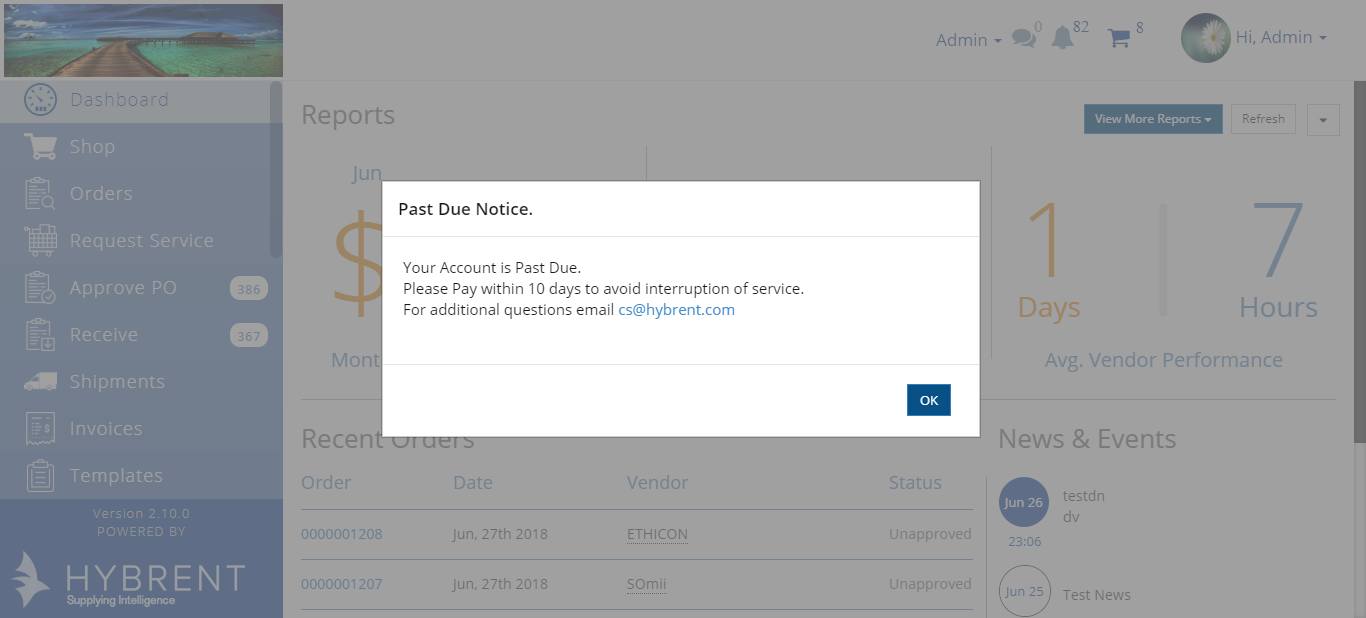 Admin
0
82
8
Hi, Admin
Dashboard
Shop
Orders
Request Service
Approve PO 386
Receive 367
Shipments
Invoices
Templates
Version 2.10.0
POWERED BY
HYBRENT
Supplying Intelligence
Reports
View More Reports
Refresh
Jun
$
Past Due Notice.
Your Account is Past Due.
Please Pay within 10 days to avoid interruption of service.
For additional questions email cs@hybrent.com
OK
1 7
Days Hours
Avg. Vendor Performance
Recent Orders
Order Date Vendor Status
0000001208 Jun, 27th 2018 ETHICON Unapproved
0000001207 Jun, 27th 2018 SOmii Unapproved
News & Events
Jun 26 testdn
dv
23:06
Jun 25 Test News